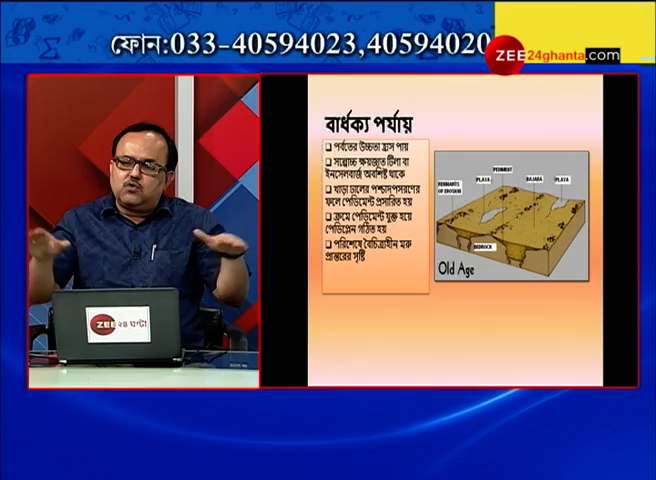 ফোন:033-40594023,40594020
ZEE24ghanta.com
বার্ধক্য পর্যায়
❑ পর্বতের উচ্চতা হ্রাস পায়
❑ সল্পোচ্চ ক্ষয়জাত টিলা বা
ইনসেলবার্জ অবশিষ্ট থাকে
❑ খাড়া ঢালের পশ্চাদপসরণের
ফলে পেডিমেন্ট প্রসারিত হয়
❑ ক্রমে পেডিমেন্ট যুক্ত হয়ে
পেডিপ্লেন গঠিত হয়
❑ পরিশেষে বৈচিত্রাহীন মরু
প্রান্তরের সৃষ্টি
PEDIMENT
REMNANTS
OF EROSION
PLAYA
BAJADA
PLAYA
BEDROCK
Old Age
ZEE ২৪ ঘণ্টা